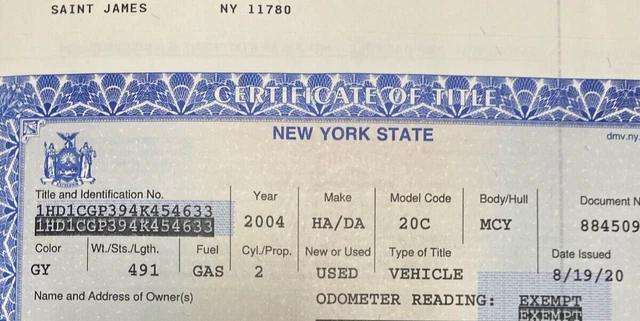 SAINT JAMES NY 11780
CERTIFICATE OF TITLE
NEW YORK STATE
dmv.ny.
Title and Identification No. Year Make Model Code Body/Hull Document N
1HD1CGP394K454633
1HD1CGP394K454633 2004 HA/DA 20C MCY 884509
Color Wt./Sts./Lgth. Fuel Cyl./Prop. New or Used Type of Title Date Issued
GY 491 GAS 2 USED VEHICLE 8/19/20
Name and Address of Owner(s) ODOMETER READING: EXEMPT
EXEMPT